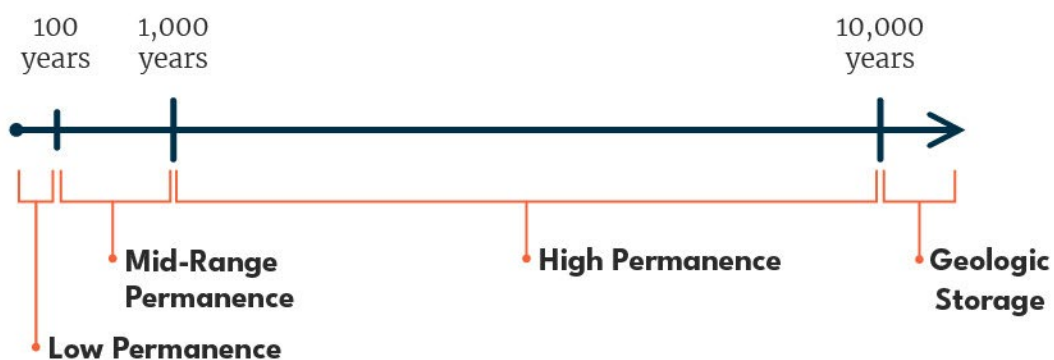 100
years
1,000
years
10,000
years
Mid-Range
Permanence
High Permanence
Geologic
Storage
Low Permanence